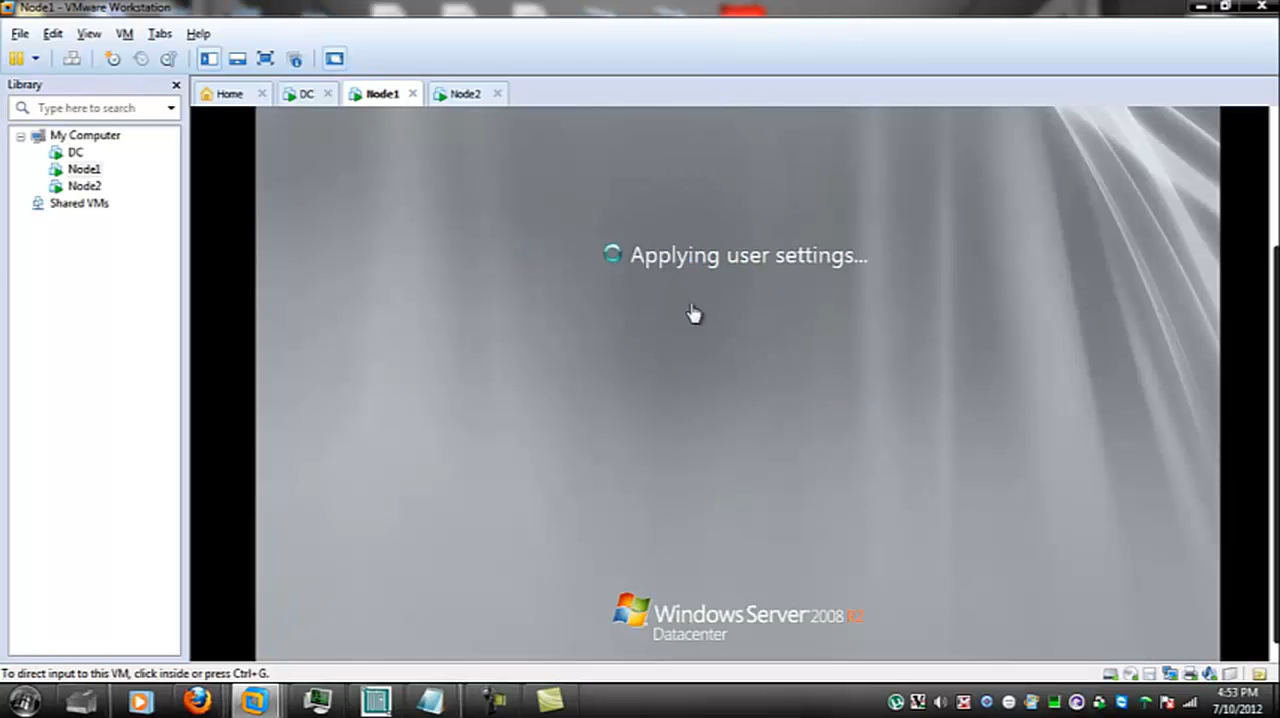 Node1 - VMware Workstation
File Edit View VM Tabs Help
Library
Type here to search
My Computer
DC
Node1
Node2
Shared VMs
Home DC Node1 Node2
Applying user settings...
Windows Server 2008 R2
Datacenter
To direct input to this VM, click inside or press Ctrl+G.
4:53 PM
7/10/2012